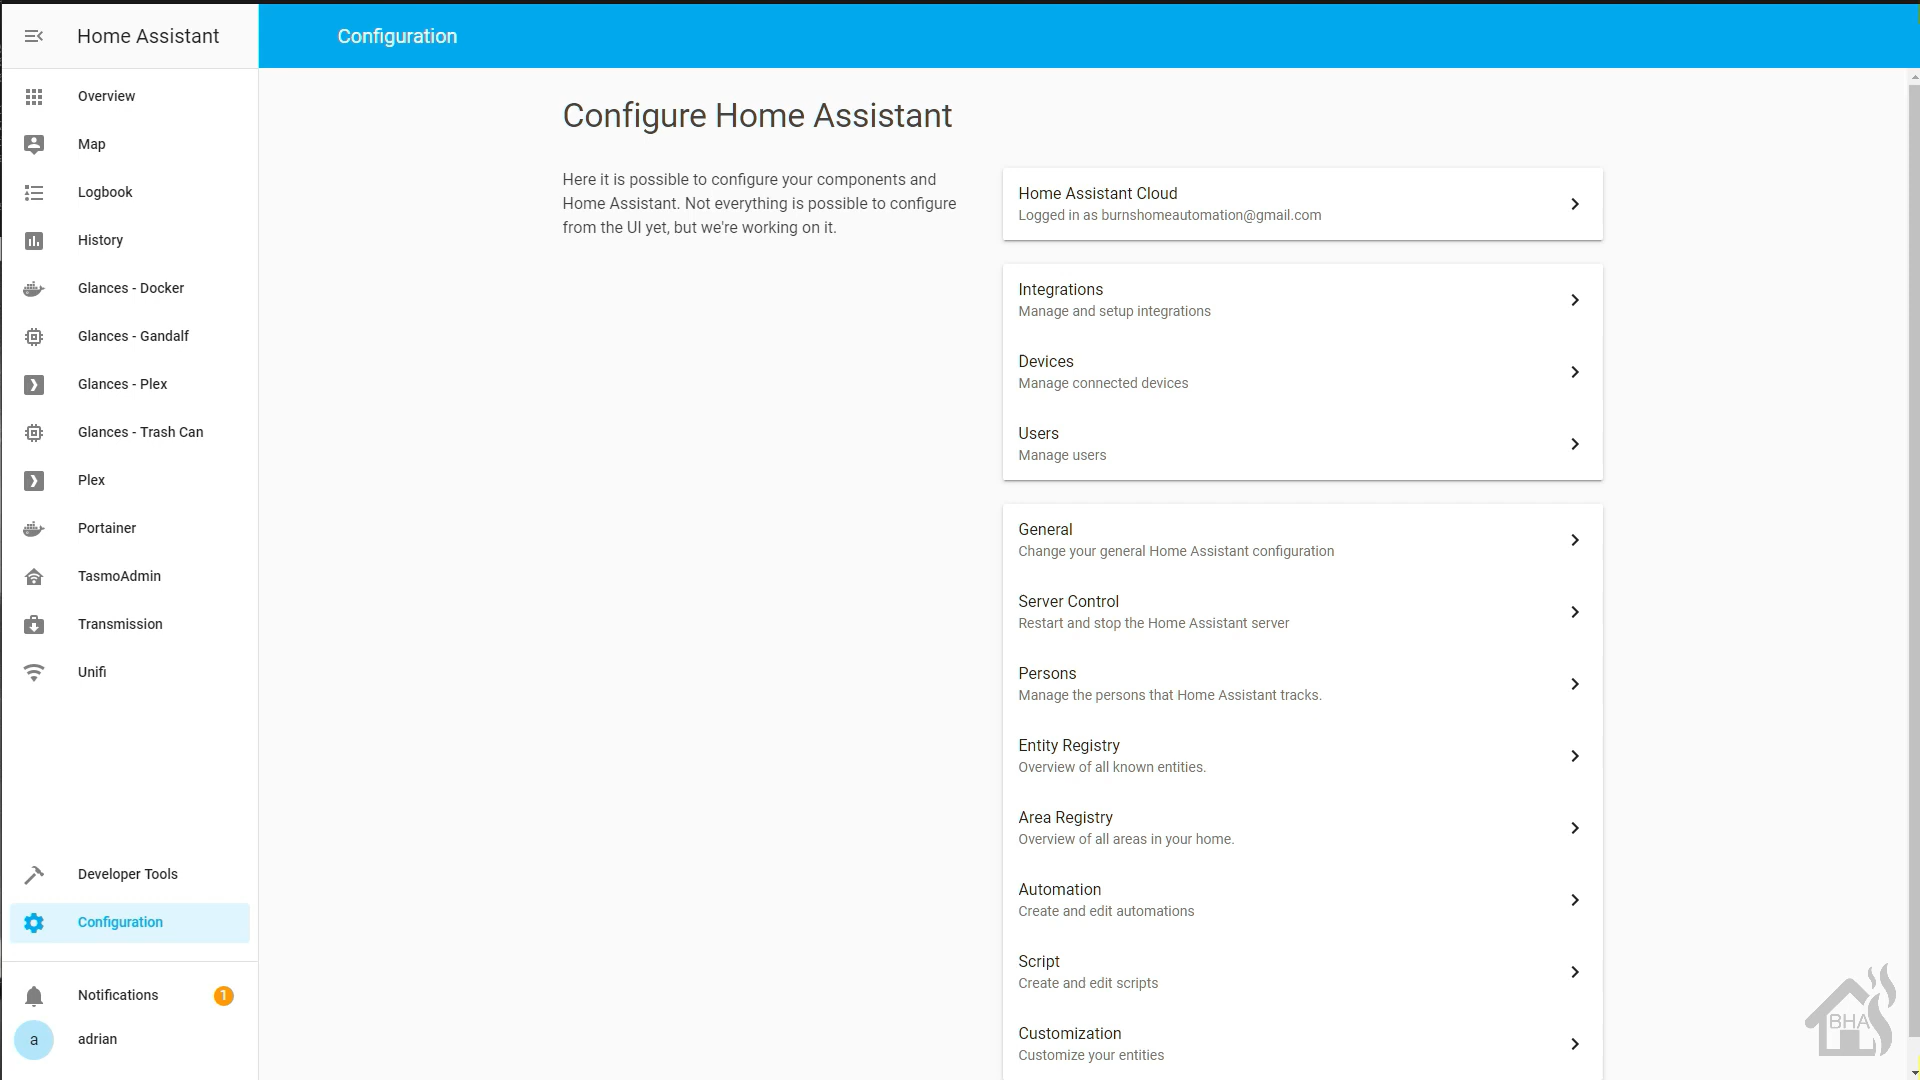 Home Assistant
Configuration
Overview
Map
Logbook
History
Glances - Docker
Glances - Gandalf
Glances - Plex
Glances - Trash Can
Plex
Portainer
TasmoAdmin
Transmission
Unifi
Developer Tools
Configuration
Notifications
1
a
adrian
Configure Home Assistant
Here it is possible to configure your components and
Home Assistant. Not everything is possible to configure
from the UI yet, but we're working on it.
Home Assistant Cloud
Logged in as burnshomeautomation@gmail.com
Integrations
Manage and setup integrations
Devices
Manage connected devices
Users
Manage users
General
Change your general Home Assistant configuration
Server Control
Restart and stop the Home Assistant server
Persons
Manage the persons that Home Assistant tracks.
Entity Registry
Overview of all known entities.
Area Registry
Overview of all areas in your home.
Automation
Create and edit automations
Script
Create and edit scripts
Customization
Customize your entities
BHA